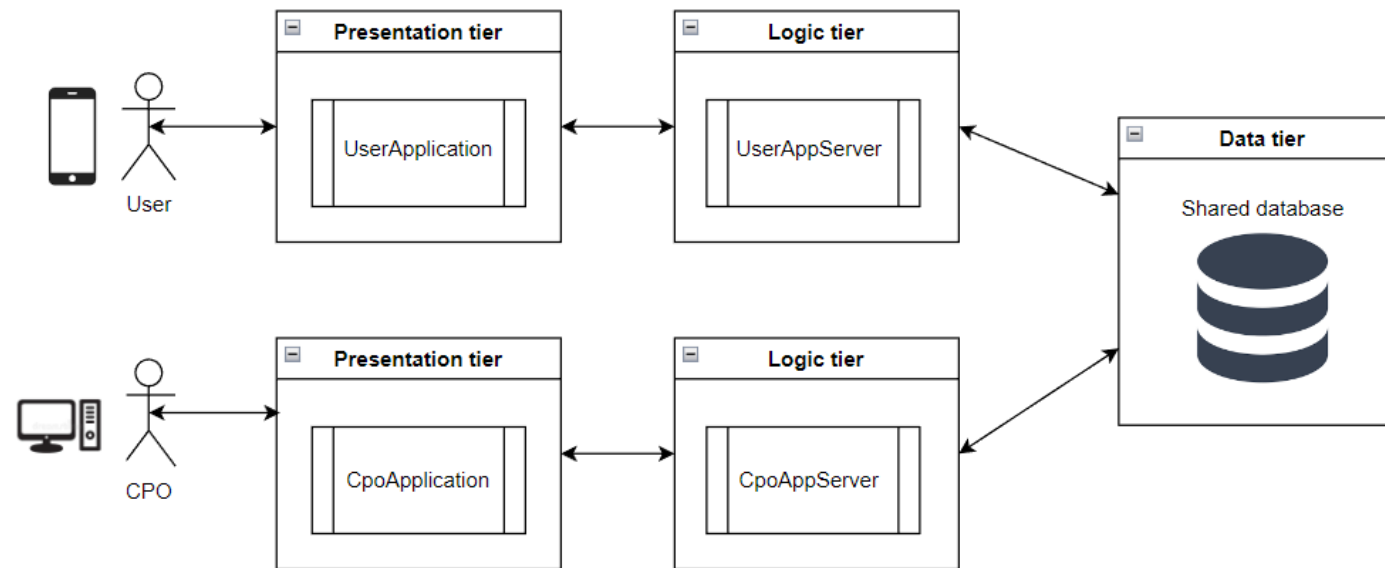 Presentation tier
Logic tier
UserApplication
UserAppServer
User
Data tier
Shared database
Presentation tier
Logic tier
CpoApplication
CpoAppServer
CPO